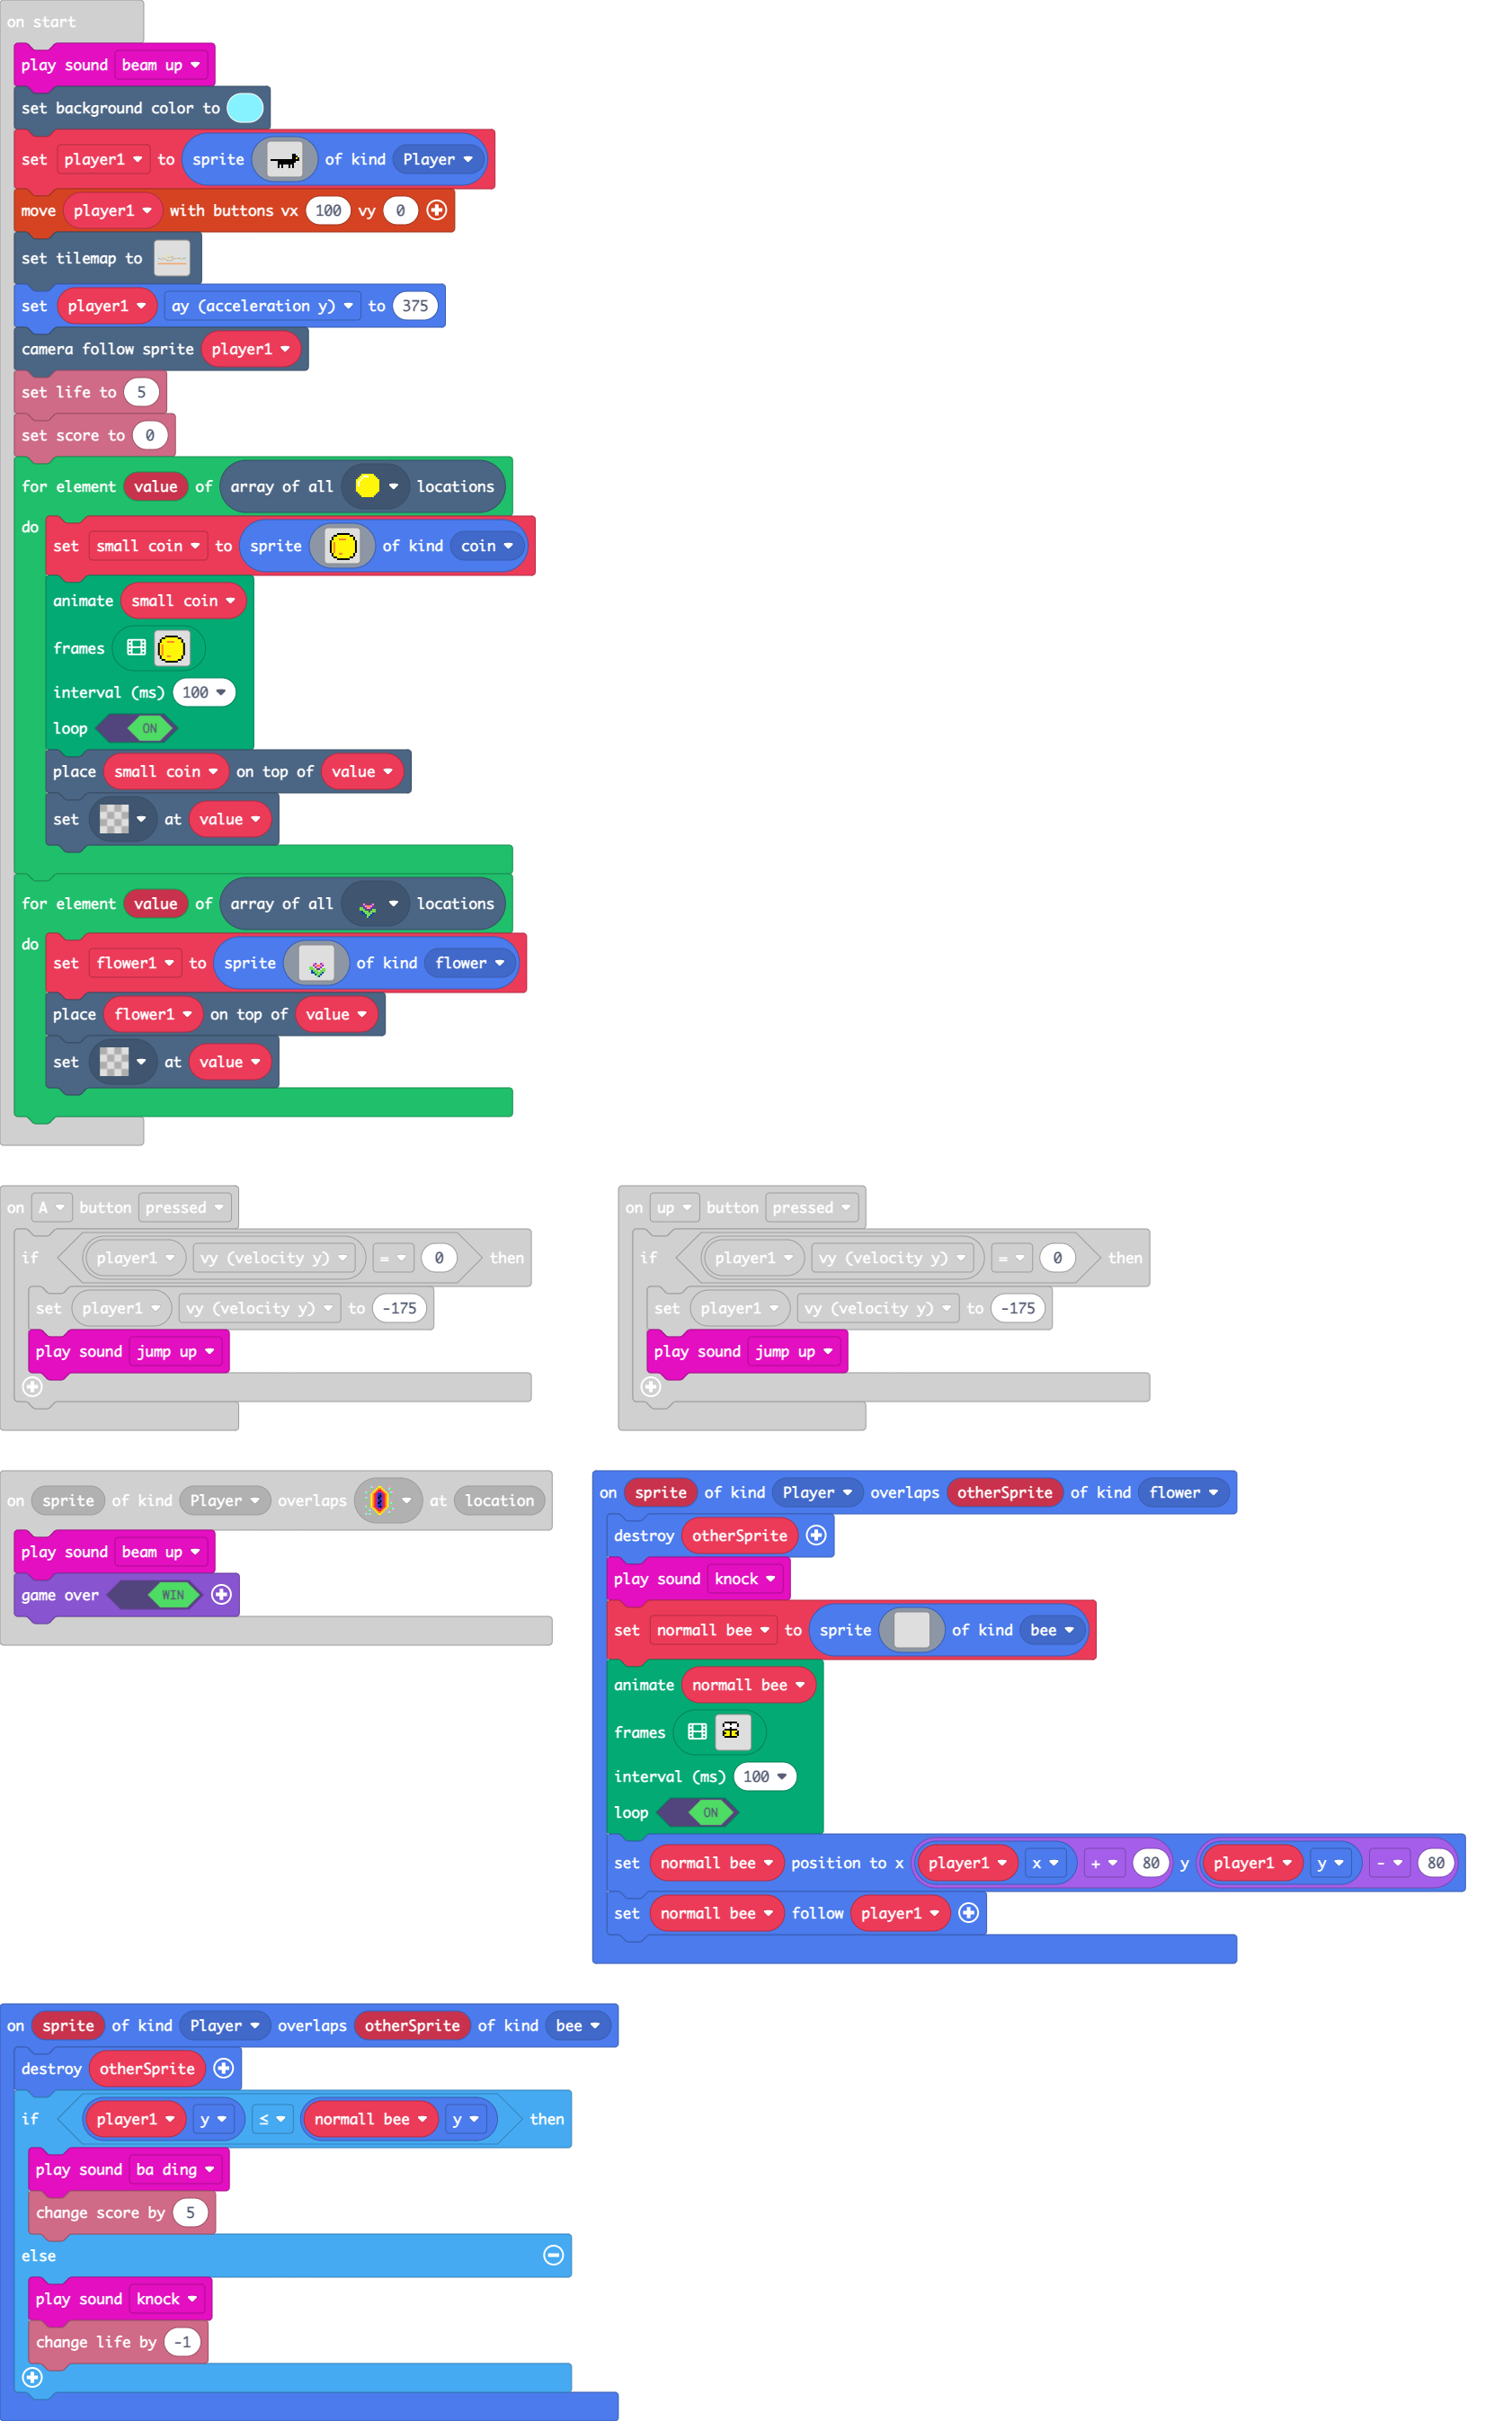 on start
play sound beam up
set background color to
set player1 to sprite of kind Player
move player1 with buttons vx 100 vy 0
set tilemap to
set player1 ay (acceleration y) to 375
camera follow sprite player1
set life to 5
set score to 0
for element value of array of all locations
do
set small coin to sprite of kind coin
animate small coin
frames
interval (ms) 100
loop ON
place small coin on top of value
set at value
for element value of array of all locations
do
set flower1 to sprite of kind flower
place flower1 on top of value
set at value
on A button pressed
if player1 vy (velocity y) = 0 then
set player1 vy (velocity y) to -175
play sound jump up
on up button pressed
if player1 vy (velocity y) = 0 then
set player1 vy (velocity y) to -175
play sound jump up
on sprite of kind Player overlaps at location
play sound beam up
game over WIN
on sprite of kind Player overlaps otherSprite of kind flower
destroy otherSprite
play sound knock
set normall bee to sprite of kind bee
animate normall bee
frames
interval (ms) 100
loop ON
set normall bee position to x player1 x + 80 y player1 y - 80
set normall bee follow player1
on sprite of kind Player overlaps otherSprite of kind bee
destroy otherSprite
if player1 y ≤ normall bee y then
play sound ba ding
change score by 5
else
play sound knock
change life by -1